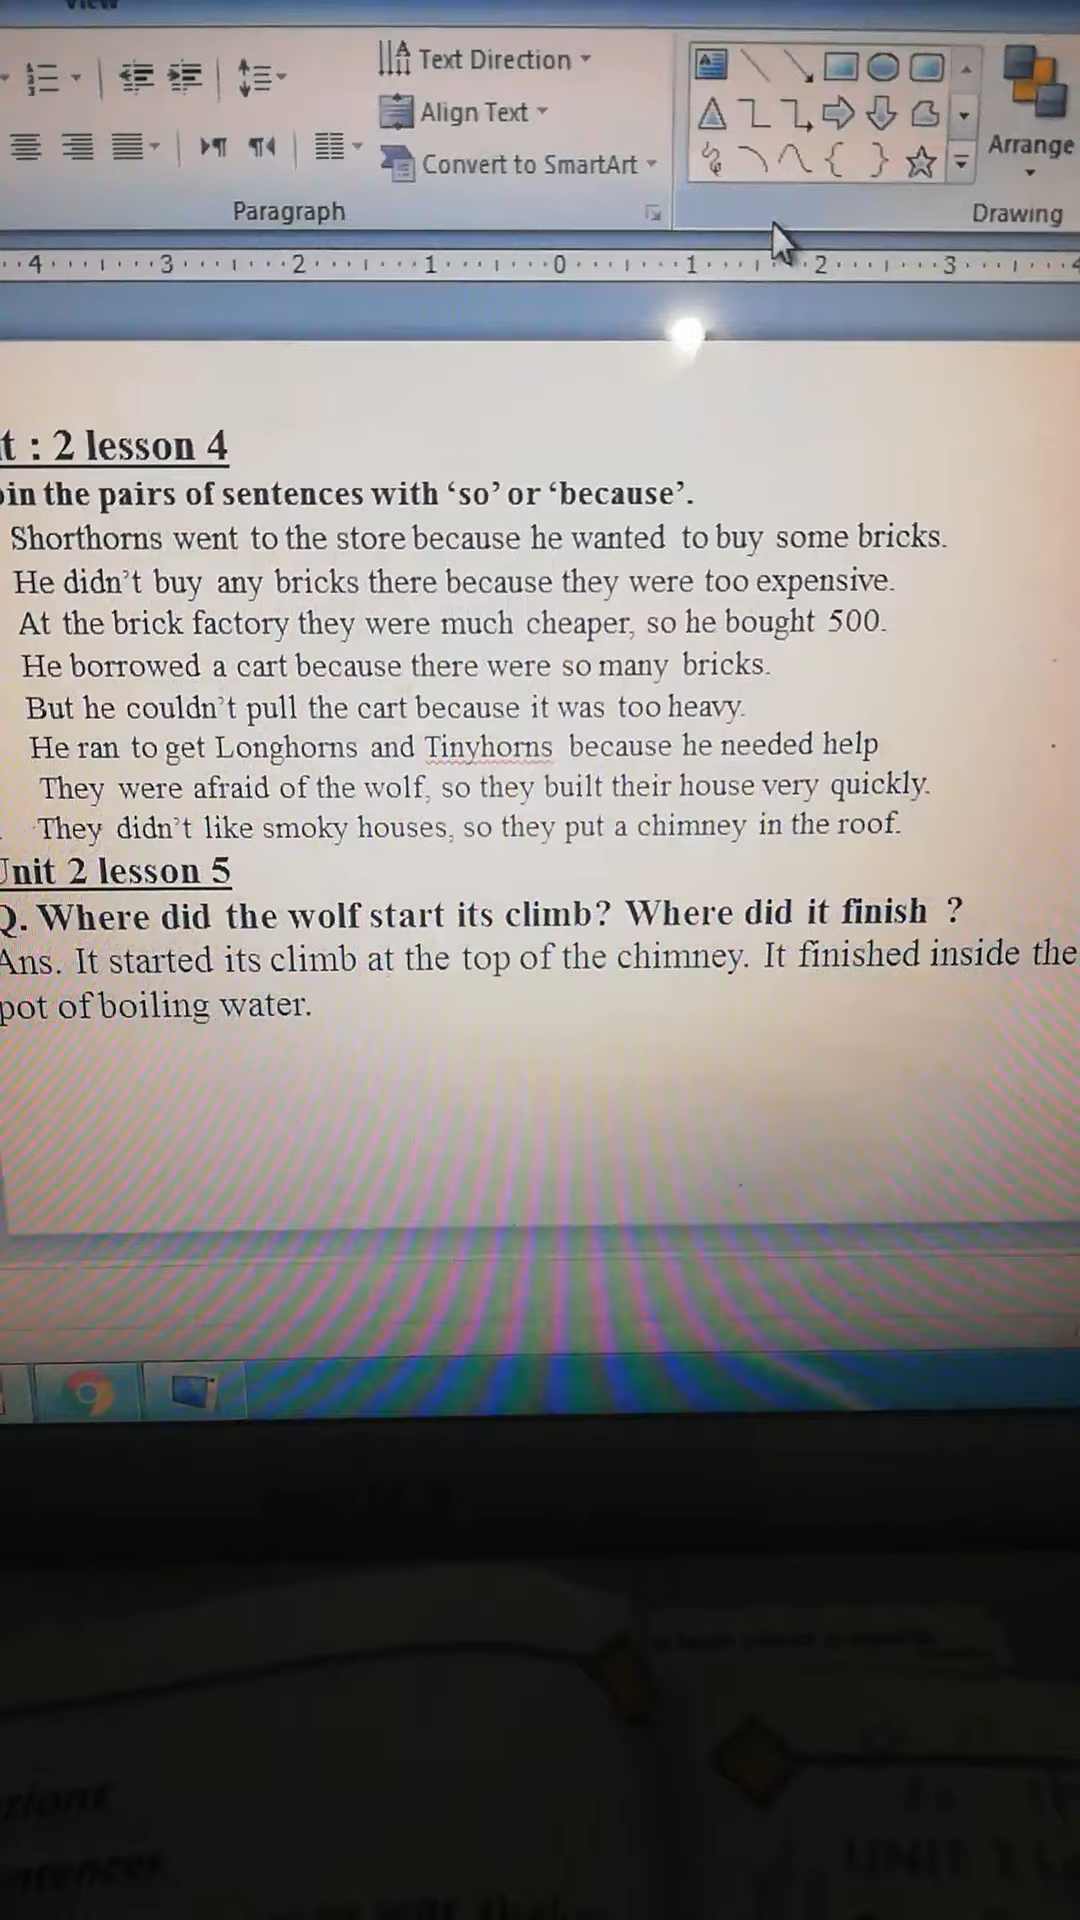 View
Text Direction
Align Text
Convert to SmartArt
Arrange
Paragraph
Drawing
4 3 2 1 0 1 2 3 4
t : 2 lesson 4
oin the pairs of sentences with ‘so’ or ‘because’.
Shorthorns went to the store because he wanted to buy some bricks.
He didn’t buy any bricks there because they were too expensive.
At the brick factory they were much cheaper, so he bought 500.
He borrowed a cart because there were so many bricks.
But he couldn’t pull the cart because it was too heavy.
He ran to get Longhorns and Tinyhorns because he needed help
They were afraid of the wolf, so they built their house very quickly.
They didn’t like smoky houses, so they put a chimney in the roof.
Unit 2 lesson 5
Q. Where did the wolf start its climb? Where did it finish ?
Ans. It started its climb at the top of the chimney. It finished inside the
pot of boiling water.
UNIT